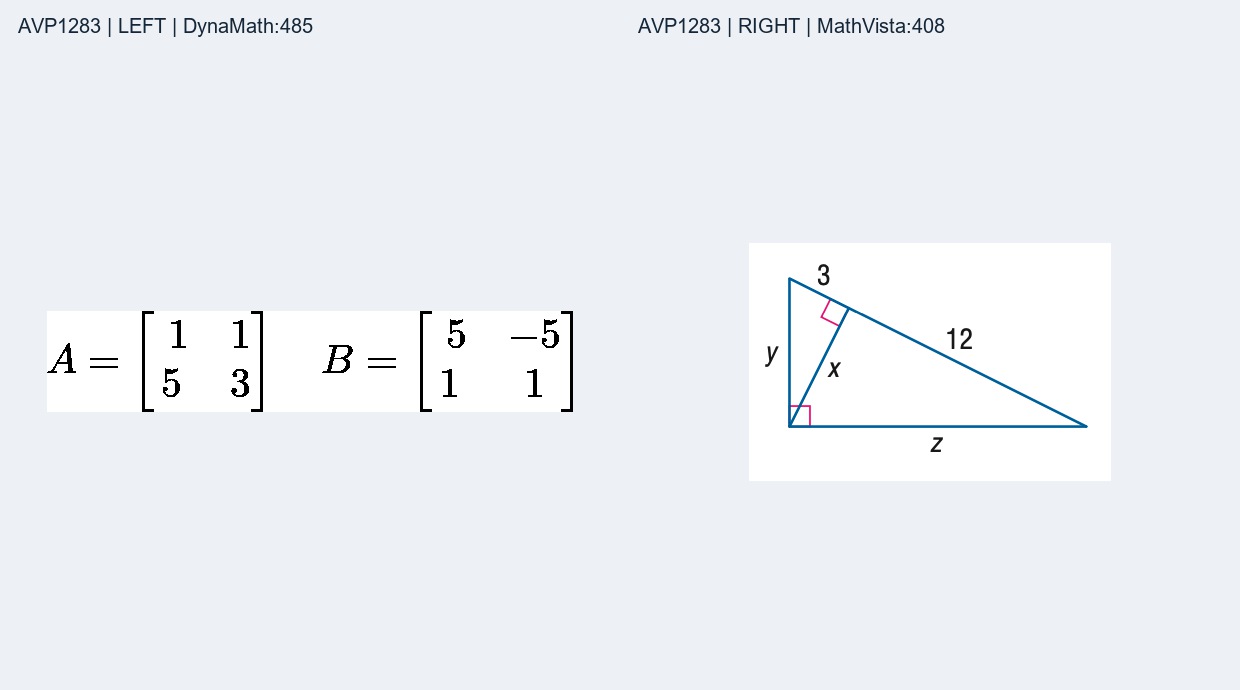 AVP1283 | LEFT | DynaMath:485
AVP1283 | RIGHT | MathVista:408
A = [1 1
5 3]
B = [5 −5
1 1]
3
12
y
x
z